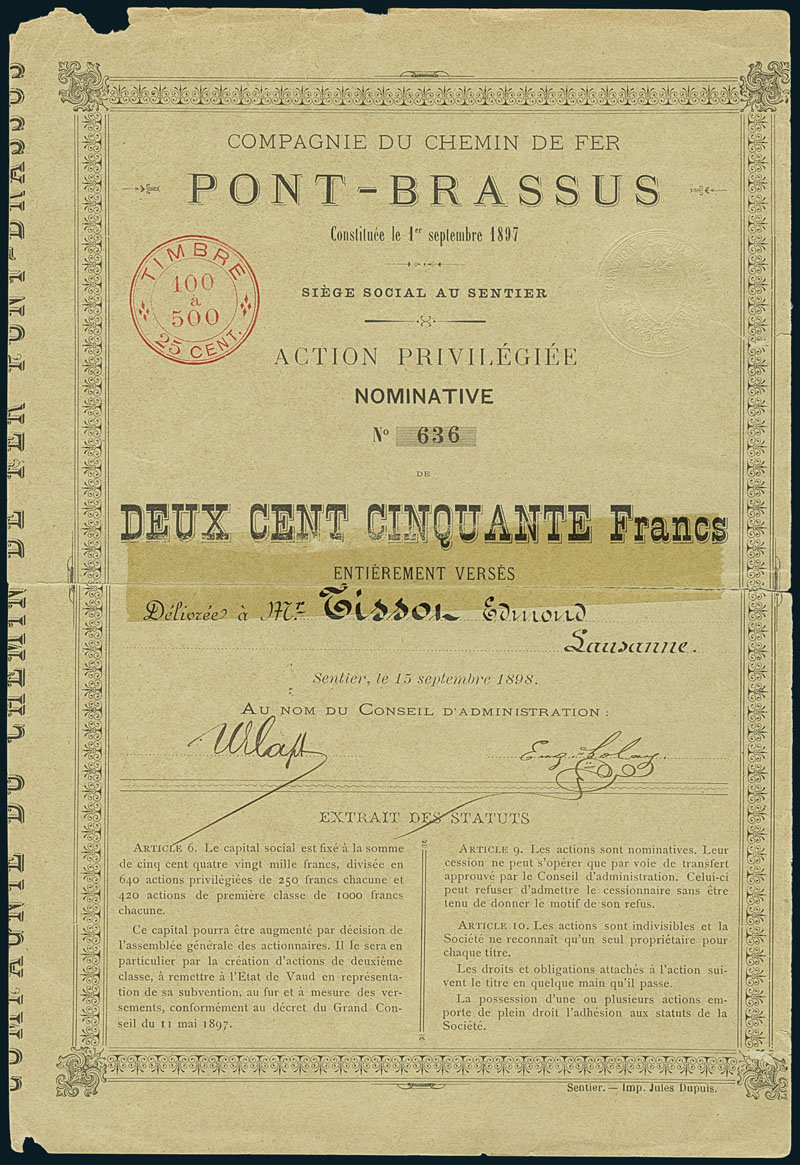 COMPAGNIE DU CHEMIN DE FER
PONT-BRASSUS
Constituée le 1er septembre 1897
TIMBRE
100
à
500
25 CENT.
SIÈGE SOCIAL AU SENTIER
ACTION PRIVILÉGIÉE
NOMINATIVE
No 636
DE
DEUX CENT CINQUANTE Francs
ENTIÈREMENT VERSÉS
Délivrée à Mr Tissot Edmond
Lausanne.
Sentier, le 15 septembre 1898.
AU NOM DU CONSEIL D'ADMINISTRATION :
EXTRAIT DES STATUTS
ARTICLE 6. Le capital social est fixé à la somme
de cinq cent quatre vingt mille francs, divisée en
640 actions privilégiées de 250 francs chacune et
420 actions de première classe de 1000 francs
chacune.
Ce capital pourra être augmenté par décision de
l'assemblée générale des actionnaires. Il le sera en
particulier par la création d'actions de deuxième
classe, à remettre à l'Etat de Vaud en représenta-
tion de sa subvention, au fur et à mesure des ver-
sements, conformément au décret du Grand Con-
seil du 11 mai 1897.
ARTICLE 9. Les actions sont nominatives. Leur
cession ne peut s'opérer que par voie de transfert
approuvé par le Conseil d'administration. Celui-ci
peut refuser d'admettre le cessionnaire sans être
tenu de donner le motif de son refus.
ARTICLE 10. Les actions sont indivisibles et la
Société ne reconnaît qu'un seul propriétaire pour
chaque titre.
Les droits et obligations attachés à l'action sui-
vent le titre en quelque main qu'il passe.
La possession d'une ou plusieurs actions em-
porte de plein droit l'adhésion aux statuts de la
Société.
Sentier. — Imp. Jules Dupuis.
COMPAGNIE DU CHEMIN DE FER PONT-BRASSUS